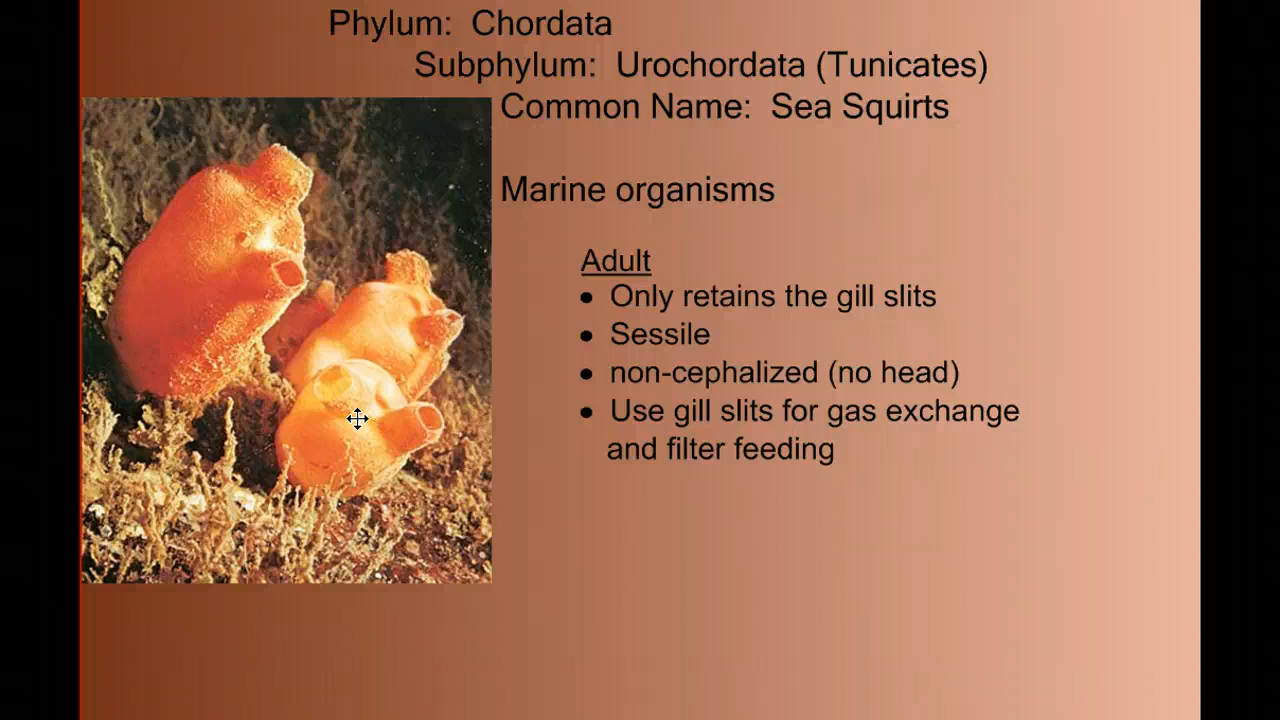 Phylum: Chordata
Subphylum: Urochordata (Tunicates)
Common Name: Sea Squirts
Marine organisms
Adult
• Only retains the gill slits
• Sessile
• non-cephalized (no head)
• Use gill slits for gas exchange
and filter feeding